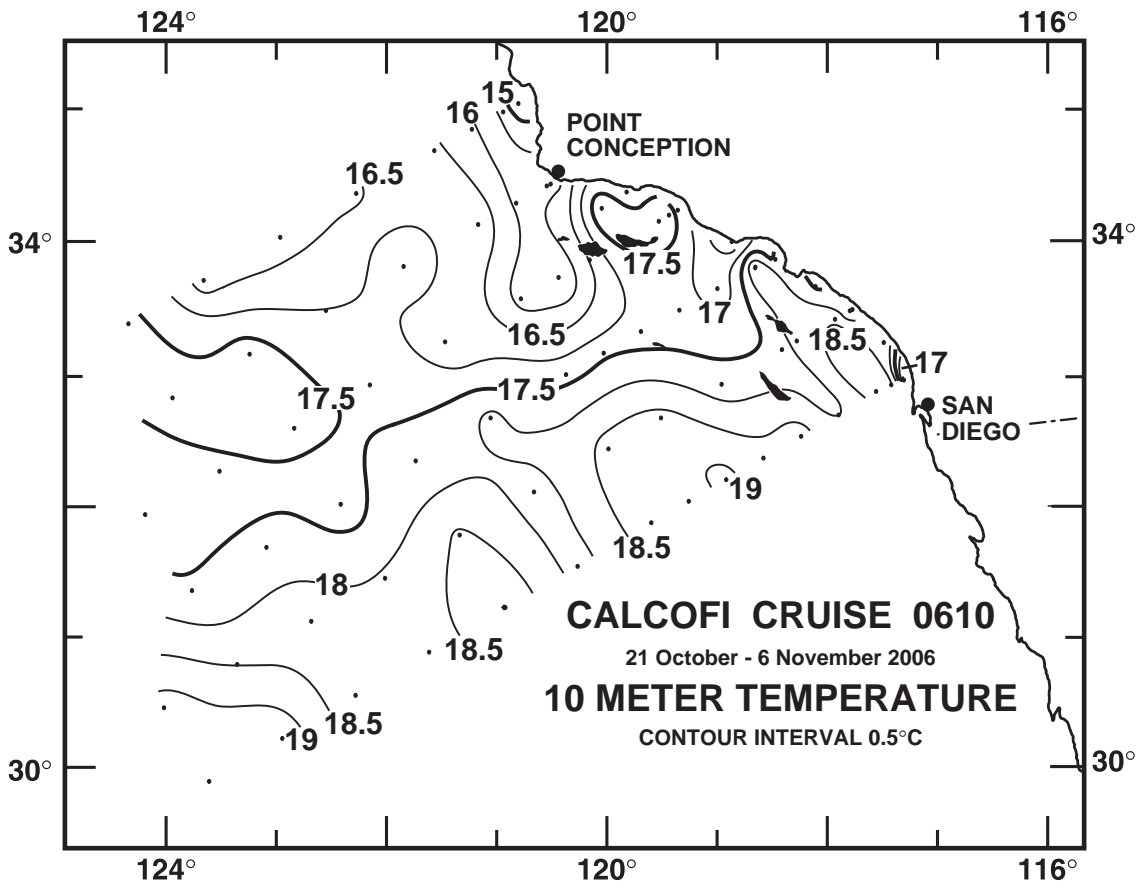 124° 120° 116°
15
16
POINT
CONCEPTION
16.5
34° 34°
17.5
17
16.5
18.5
17
17.5 17.5
SAN
DIEGO
19
18.5
18
CALCOFI CRUISE 0610
18.5
21 October - 6 November 2006
10 METER TEMPERATURE
18.5
19
CONTOUR INTERVAL 0.5°C
30° 30°
124° 120° 116°